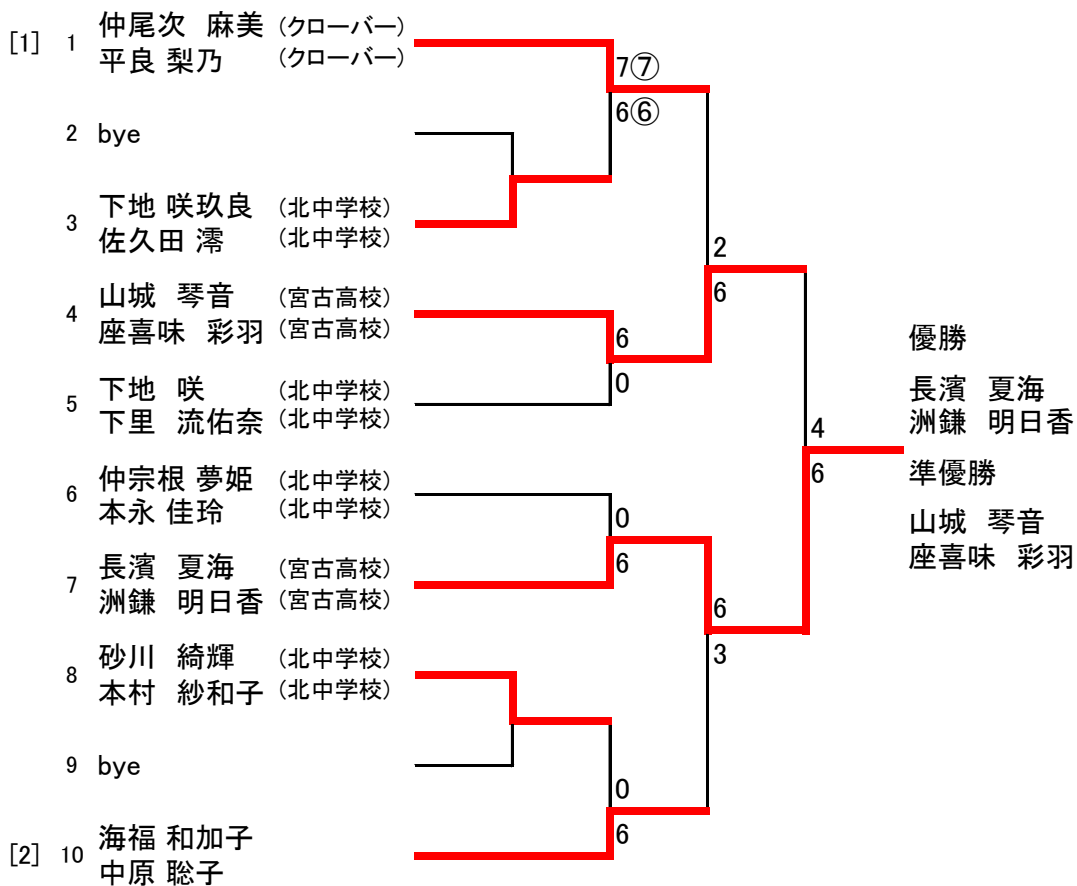 [1] 1 仲尾次　麻美 (クローバー)
平良 梨乃 (クローバー)
7⑦
6⑥
2 bye
3 下地 咲玖良 (北中学校)
佐久田 澪 (北中学校)
2
6
4 山城　琴音 (宮古高校)
座喜味　彩羽 (宮古高校)
6
0
5 下地　咲 (北中学校)
下里　流佑奈 (北中学校)
4
6
優勝
長濱　夏海
洲鎌　明日香
準優勝
山城　琴音
座喜味　彩羽
6 仲宗根 夢姫 (北中学校)
本永 佳玲 (北中学校)
0
6
7 長濱　夏海 (宮古高校)
洲鎌　明日香 (宮古高校)
6
3
8 砂川　綺輝 (北中学校)
本村　紗和子 (北中学校)
9 bye
0
6
[2] 10 海福 和加子
中原 聡子